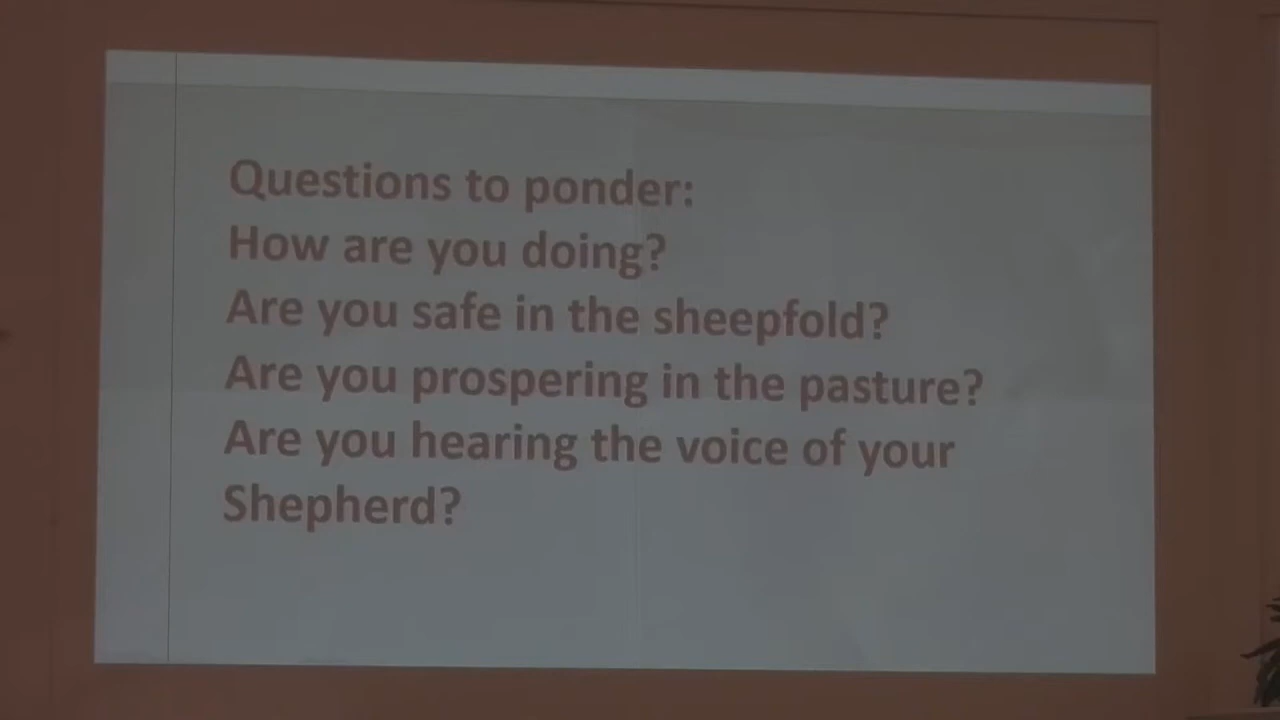 Questions to ponder:
How are you doing?
Are you safe in the sheepfold?
Are you prospering in the pasture?
Are you hearing the voice of your
Shepherd?